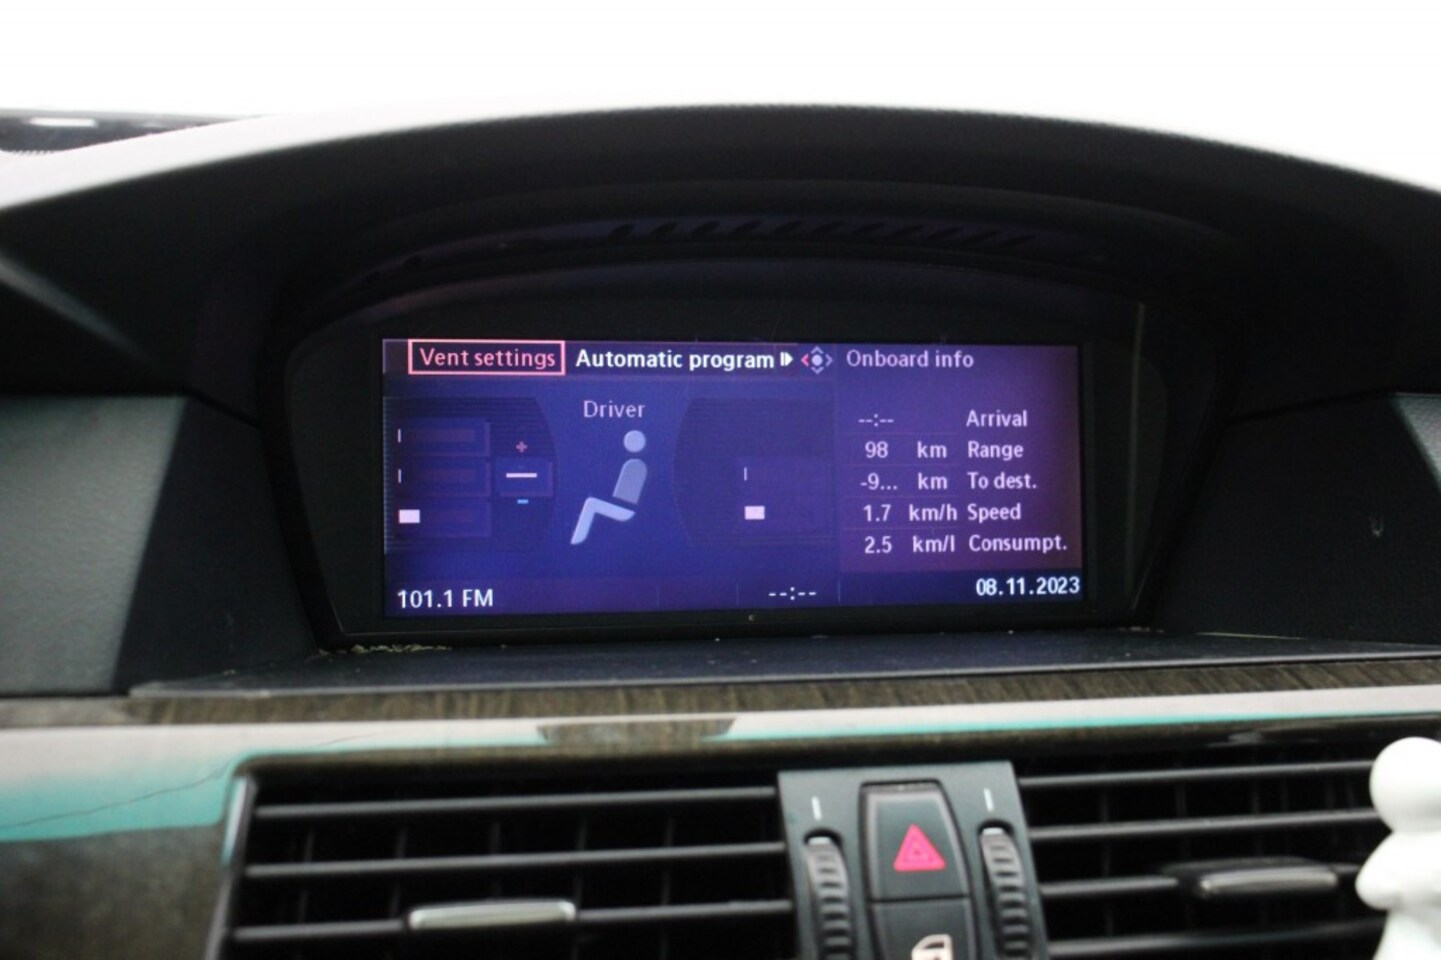 Vent settings Automatic program Onboard info
Driver
--:-- Arrival
98 km Range
-9... km To dest.
1.7 km/h Speed
2.5 km/l Consumpt.
101.1 FM --:-- 08.11.2023